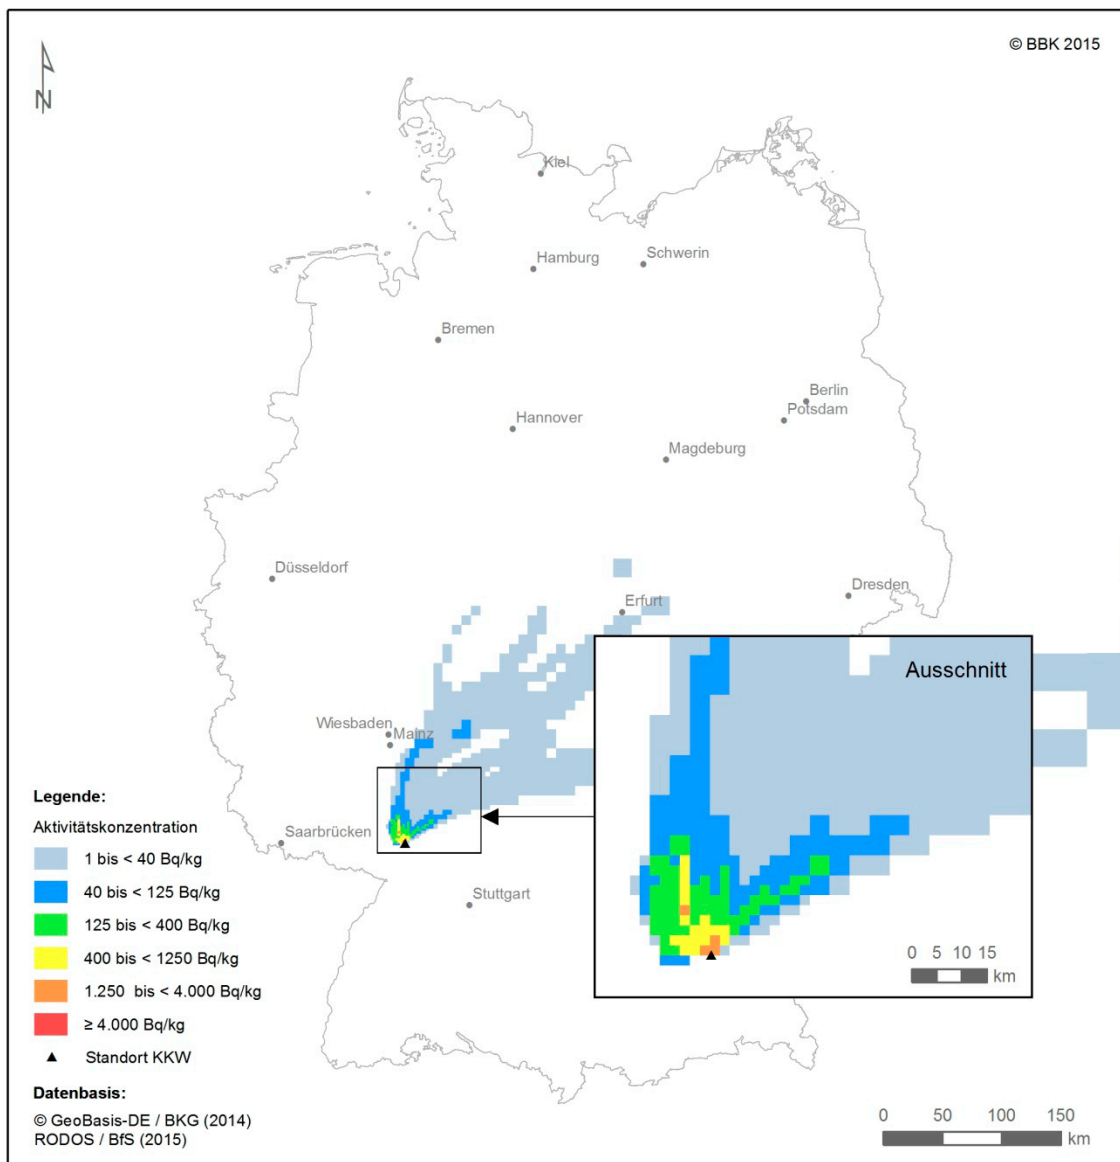 © BBK 2015
N
Kiel
Hamburg
Schwerin
Bremen
Berlin
Potsdam
Hannover
Magdeburg
Düsseldorf
Dresden
Erfurt
Ausschnitt
Wiesbaden
Mainz
Saarbrücken
Stuttgart
0 5 10 15
km
Legende:
Aktivitätskonzentration
1 bis < 40 Bq/kg
40 bis < 125 Bq/kg
125 bis < 400 Bq/kg
400 bis < 1250 Bq/kg
1.250 bis < 4.000 Bq/kg
≥ 4.000 Bq/kg
Standort KKW
Datenbasis:
© GeoBasis-DE / BKG (2014)
RODOS / BfS (2015)
0 50 100 150
km